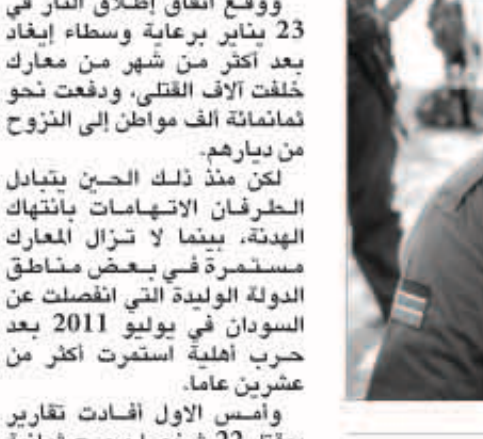 ووقع اتفاق إطلاق النار في
23 يناير برعاية وسطاء إيغاد
بعد أكثر من شهر من معارك
خلفت آلاف القتلى، ودفعت نحو
ثمانمائة ألف مواطن إلى النزوح
من ديارهم.
لكن منذ ذلك الحين يتبادل
الطرفان الاتهامات بانتهاك
الهدنة، بينما لا تزال المعارك
مستمرة في بعض مناطق
الدولة الوليدة التي انفصلت عن
السودان في يوليو 2011 بعد
حرب أهلية استمرت أكثر من
عشرين عاما.
وأمس الاول أفادت تقارير
22